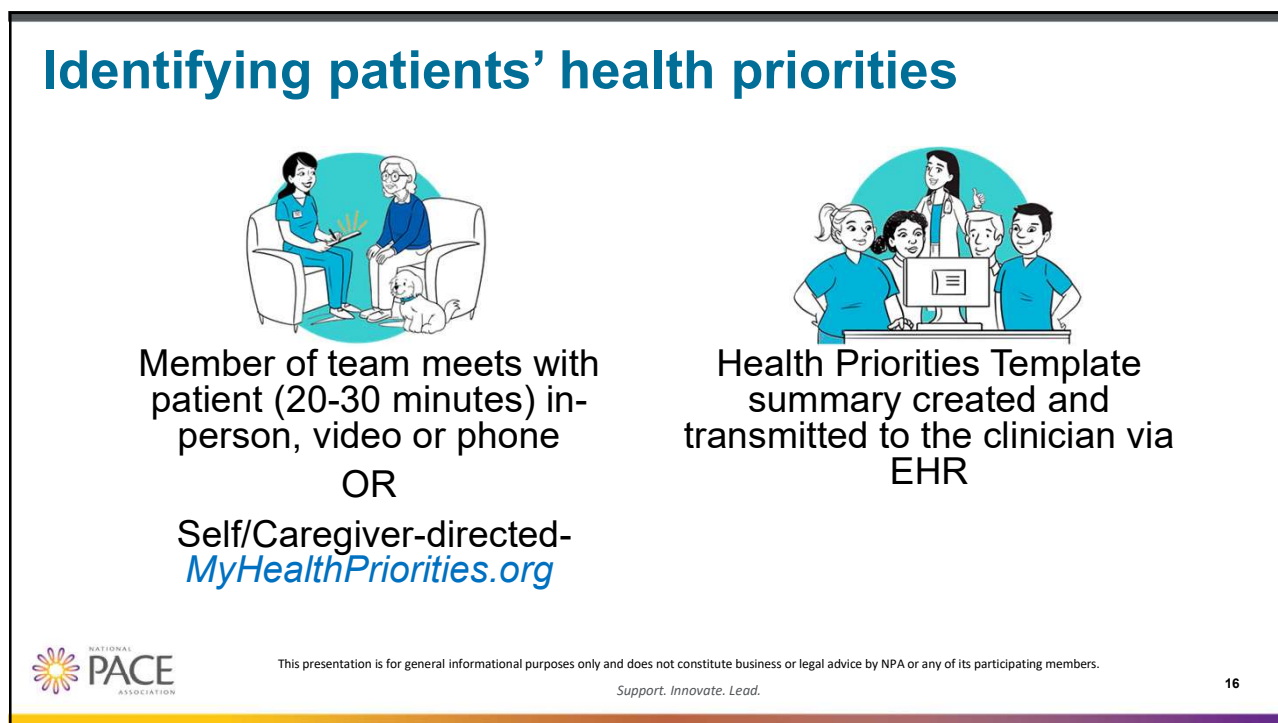 Identifying patients’ health priorities
Member of team meets with
patient (20-30 minutes) in-
person, video or phone
OR
Self/Caregiver-directed-
MyHealthPriorities.org
Health Priorities Template
summary created and
transmitted to the clinician via
EHR
NATIONAL
PACE
ASSOCIATION
This presentation is for general informational purposes only and does not constitute business or legal advice by NPA or any of its participating members.
Support. Innovate. Lead.
16